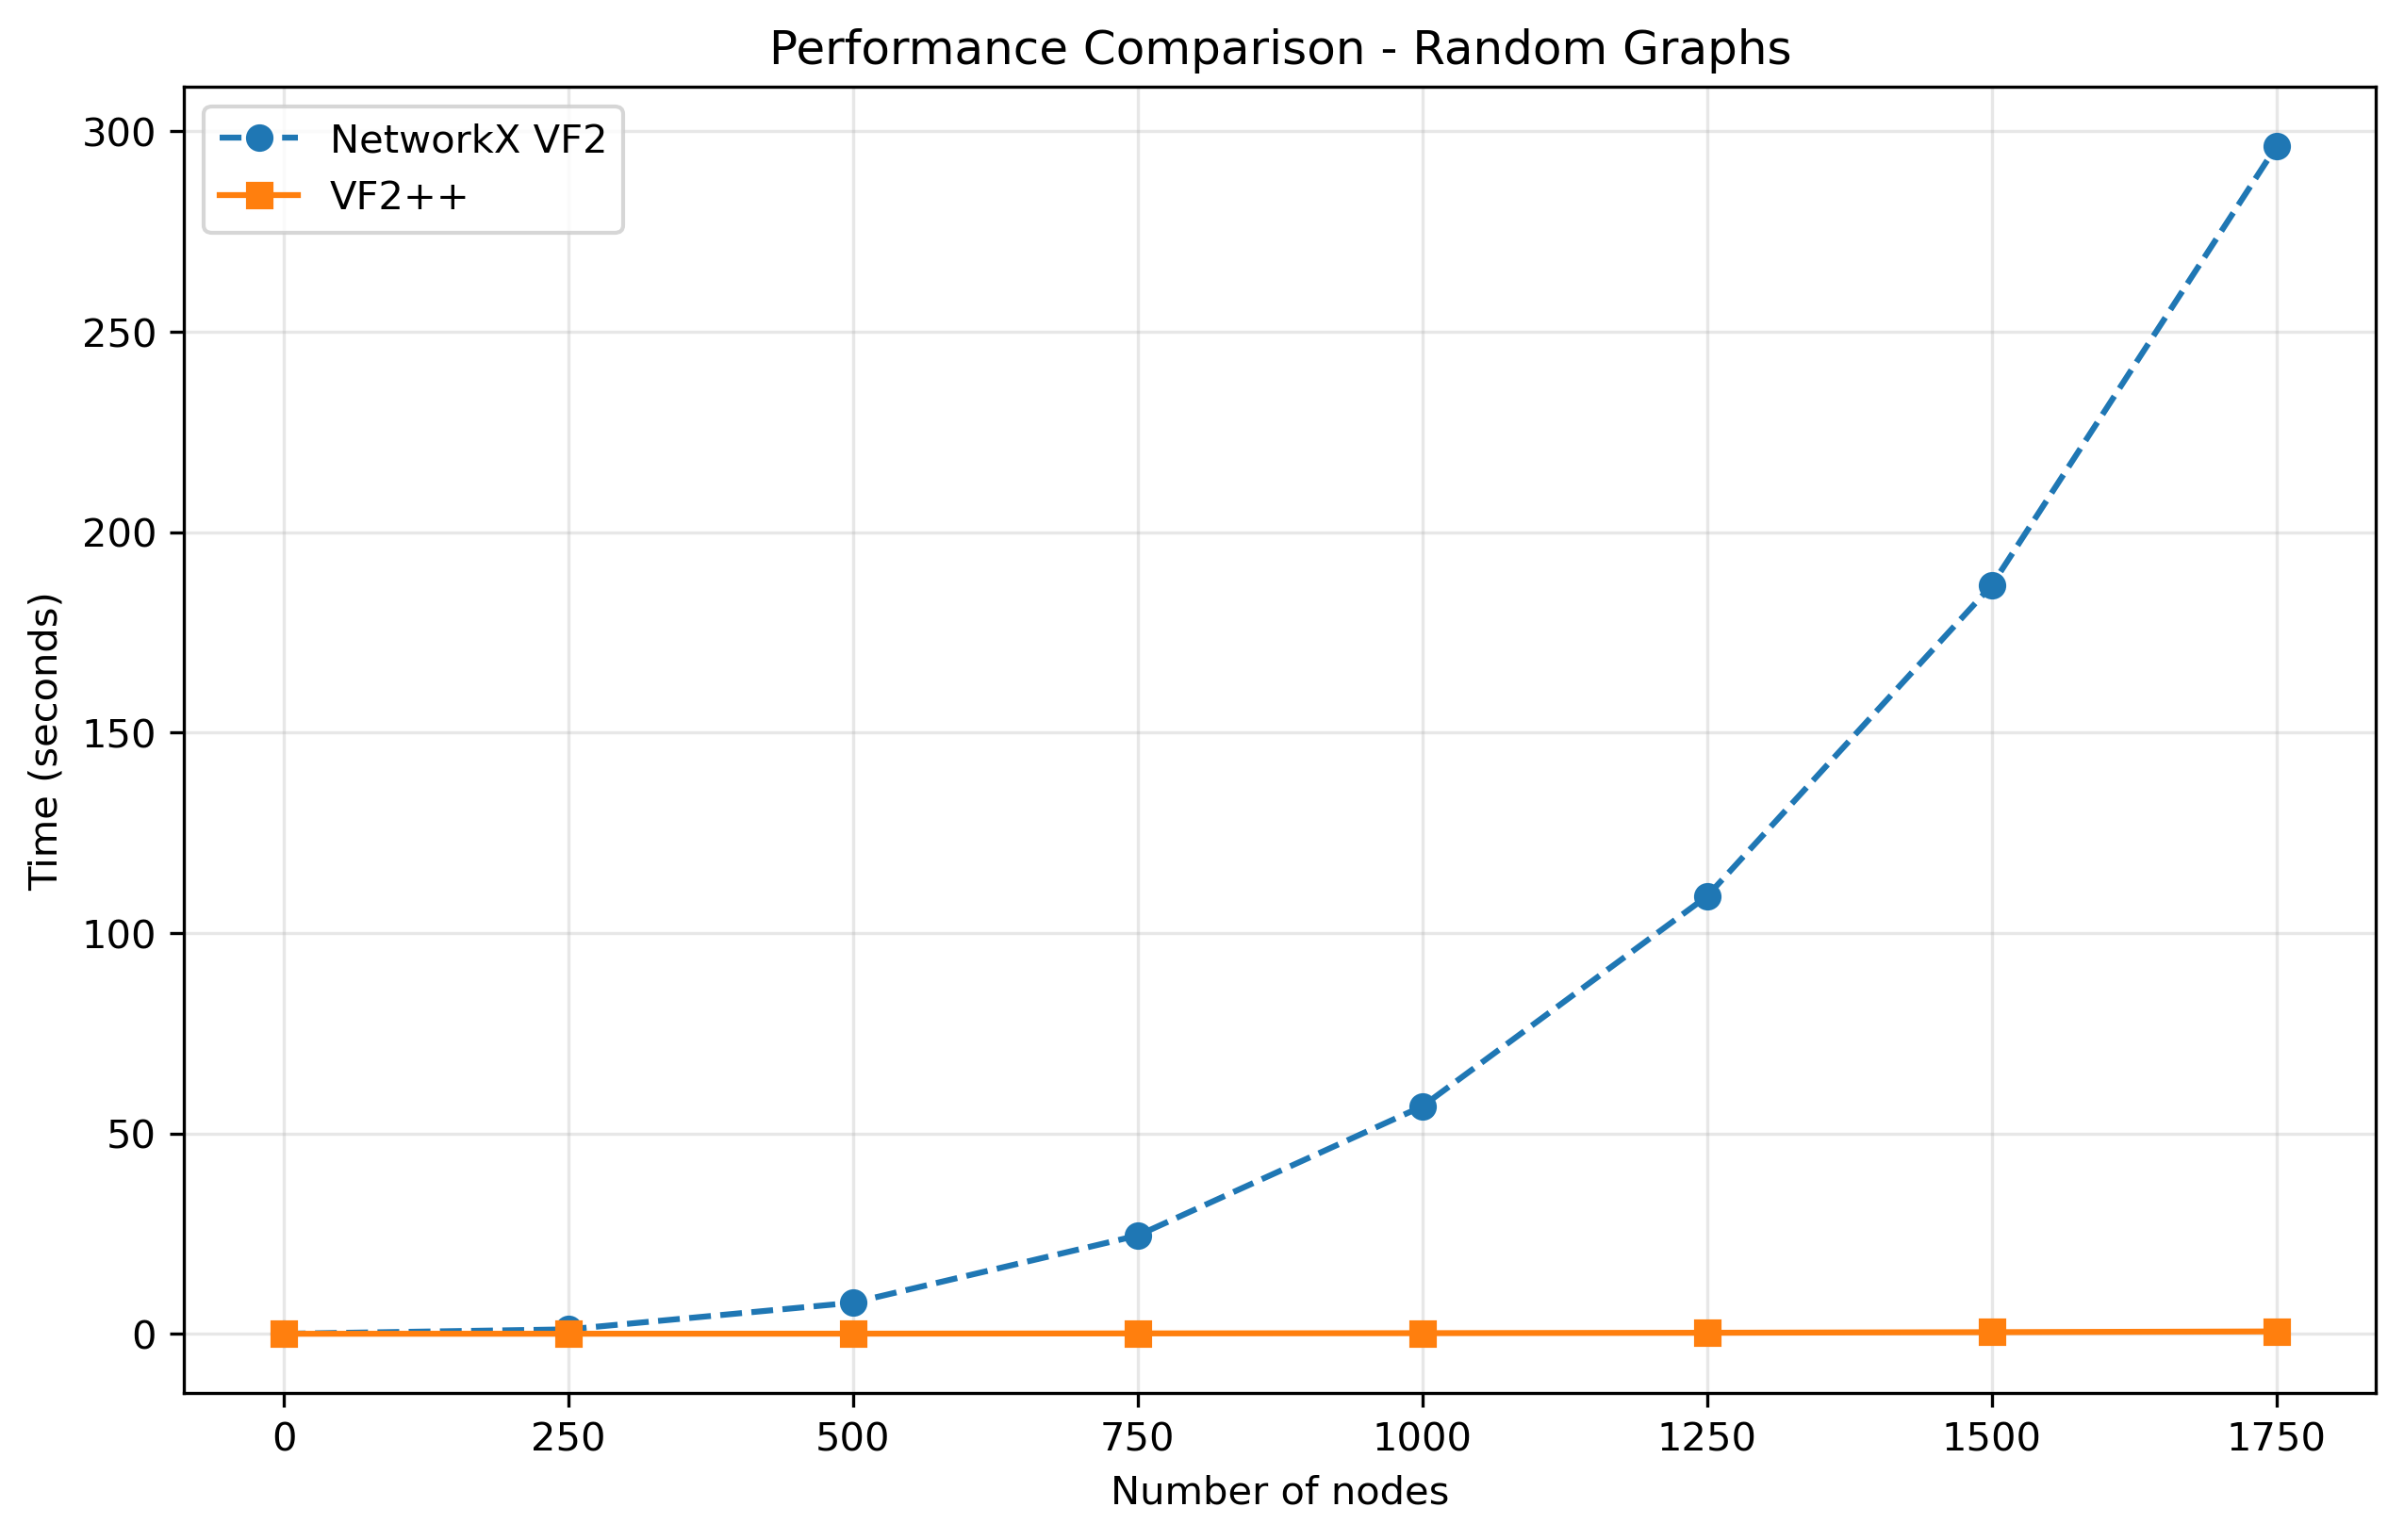 Performance Comparison - Random Graphs
NetworkX VF2
VF2++
300
250
200
150
100
50
0
Time (seconds)
0 250 500 750 1000 1250 1500 1750
Number of nodes